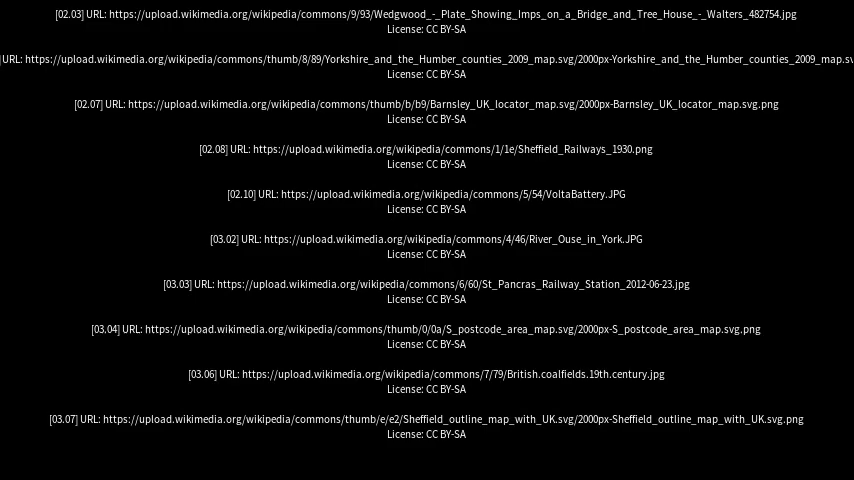 [02.03] URL: https://upload.wikimedia.org/wikipedia/commons/9/93/Wedgwood_-_Plate_Showing_Imps_on_a_Bridge_and_Tree_House_-_Walters_482754.jpg
License: CC BY-SA
URL: https://upload.wikimedia.org/wikipedia/commons/thumb/8/89/Yorkshire_and_the_Humber_counties_2009_map.svg/2000px-Yorkshire_and_the_Humber_counties_2009_map.sv
License: CC BY-SA
[02.07] URL: https://upload.wikimedia.org/wikipedia/commons/thumb/b/b9/Barnsley_UK_locator_map.svg/2000px-Barnsley_UK_locator_map.svg.png
License: CC BY-SA
[02.08] URL: https://upload.wikimedia.org/wikipedia/commons/1/1e/Sheffield_Railways_1930.png
License: CC BY-SA
[02.10] URL: https://upload.wikimedia.org/wikipedia/commons/5/54/VoltaBattery.JPG
License: CC BY-SA
[03.02] URL: https://upload.wikimedia.org/wikipedia/commons/4/46/River_Ouse_in_York.JPG
License: CC BY-SA
[03.03] URL: https://upload.wikimedia.org/wikipedia/commons/6/60/St_Pancras_Railway_Station_2012-06-23.jpg
License: CC BY-SA
[03.04] URL: https://upload.wikimedia.org/wikipedia/commons/thumb/0/0a/S_postcode_area_map.svg/2000px-S_postcode_area_map.svg.png
License: CC BY-SA
[03.06] URL: https://upload.wikimedia.org/wikipedia/commons/7/79/British.coalfields.19th.century.jpg
License: CC BY-SA
[03.07] URL: https://upload.wikimedia.org/wikipedia/commons/thumb/e/e2/Sheffield_outline_map_with_UK.svg/2000px-Sheffield_outline_map_with_UK.svg.png
License: CC BY-SA